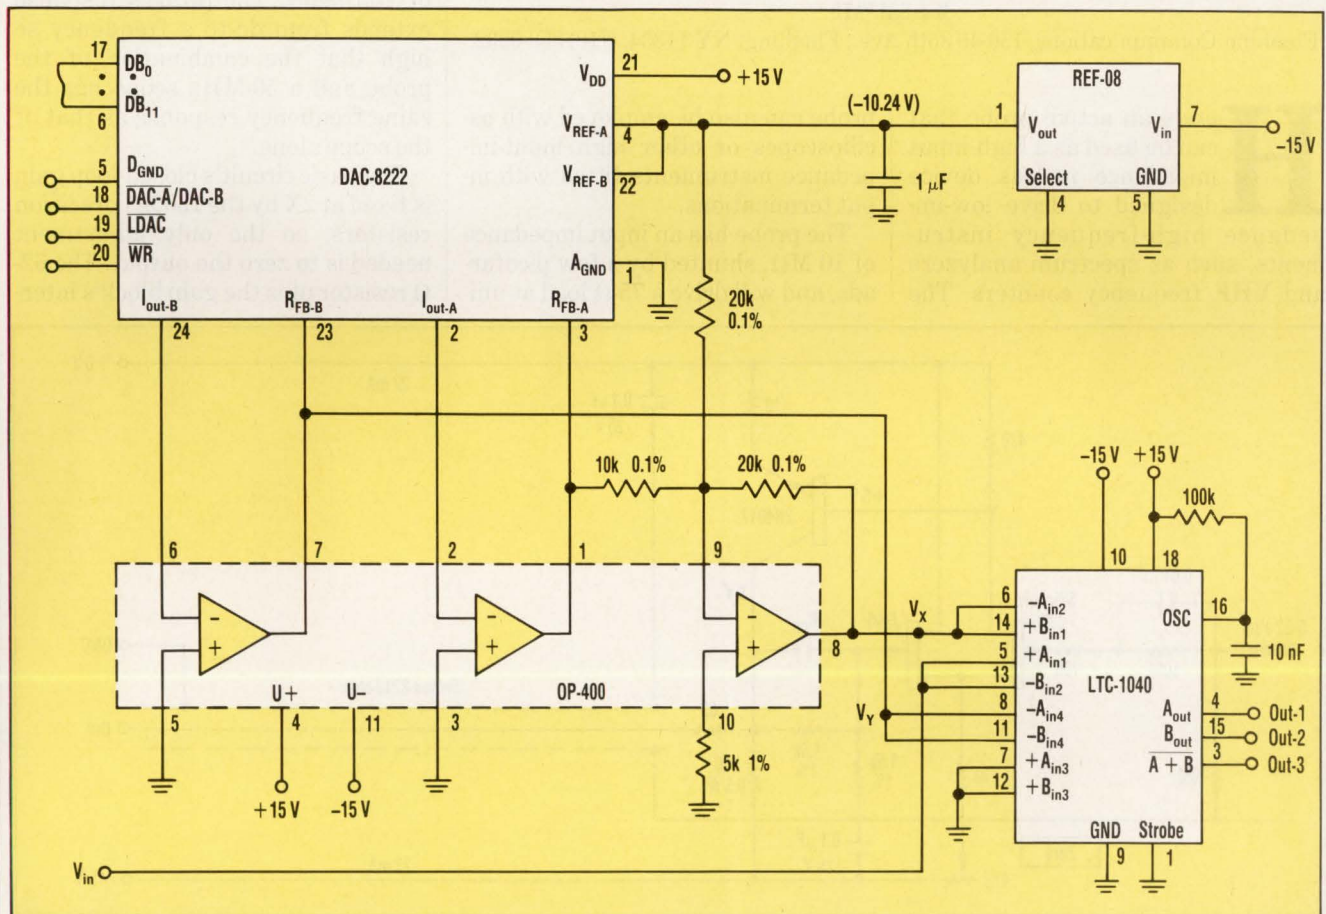 17
DB0
DB11
6
5 DGND
18 DAC-A/DAC-B
19 LDAC
20 WR
DAC-8222
VDD 21 +15 V
VREF-A 4
VREF-B 22
AGND 1
Iout-B
24
RFB-B
23
Iout-A
2
RFB-A
3
(–10.24 V)
1 μF
20k
0.1%
REF-08
1 Vout
Vin 7
–15 V
Select
4
GND
5
10k 0.1%
20k 0.1%
6
7
2
1
9
-
+
-
+
-
+
8
U+
U–
OP-400
5
4
11
3
10
+15 V
–15 V
5k 1%
Vin
VX
VY
–15 V
+15 V
100k
10
18
6 –Ain2
14 +Bin1
5 +Ain1
13 –Bin2
8 –Ain4
11 –Bin4
7 +Ain3
12 +Bin3
LTC-1040
OSC 16
10 nF
Aout 4 Out-1
Bout 15 Out-2
A + B 3 Out-3
GND
9
Strobe
1